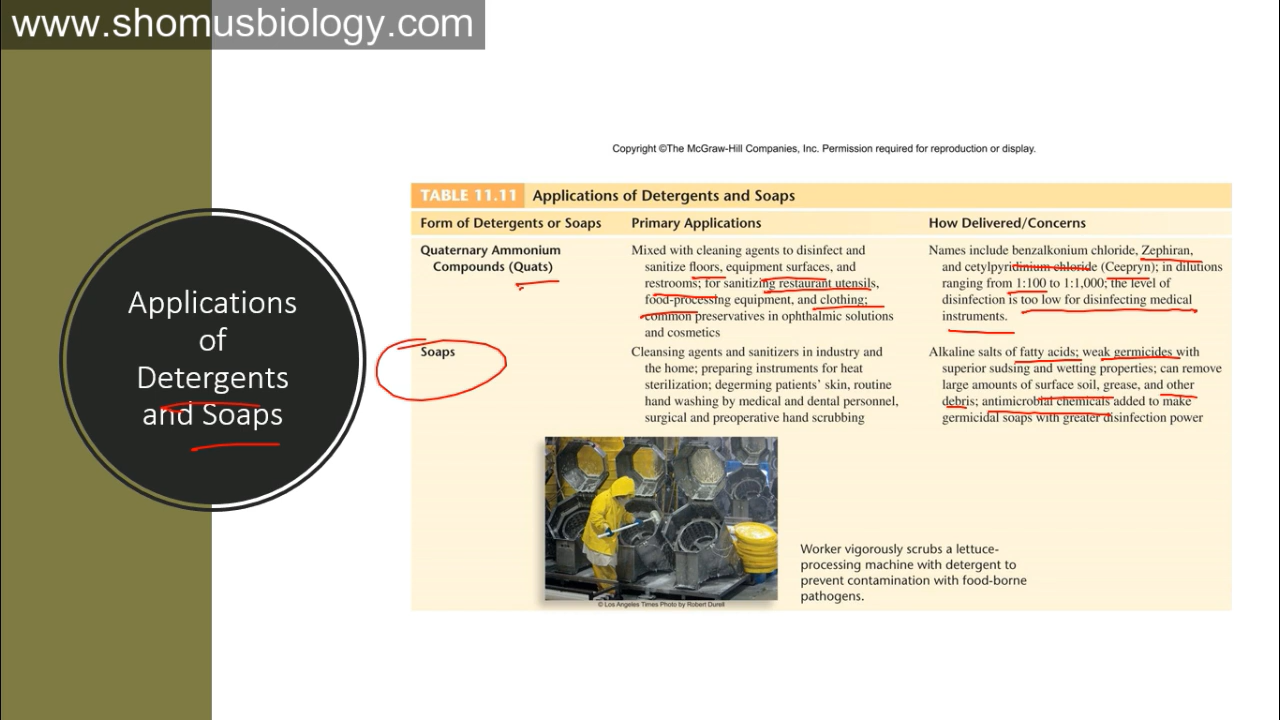 www.shomusbiology.com
Applications
of
Detergents
and Soaps
Copyright ©The McGraw-Hill Companies, Inc. Permission required for reproduction or display.
TABLE 11.11 Applications of Detergents and Soaps
Form of Detergents or Soaps Primary Applications How Delivered/Concerns
Quaternary Ammonium
Compounds (Quats)
Mixed with cleaning agents to disinfect and
sanitize floors, equipment surfaces, and
restrooms; for sanitizing restaurant utensils,
food-processing equipment, and clothing;
common preservatives in ophthalmic solutions
and cosmetics
Names include benzalkonium chloride, Zephiran,
and cetylpyridinium chloride (Ceepryn); in dilutions
ranging from 1:100 to 1:1,000; the level of
disinfection is too low for disinfecting medical
instruments.
Soaps
Cleansing agents and sanitizers in industry and
the home; preparing instruments for heat
sterilization; degerming patients' skin, routine
hand washing by medical and dental personnel,
surgical and preoperative hand scrubbing
Alkaline salts of fatty acids; weak germicides with
superior sudsing and wetting properties; can remove
large amounts of surface soil, grease, and other
debris; antimicrobial chemicals added to make
germicidal soaps with greater disinfection power
© Los Angeles Times Photo by Robert Durell
Worker vigorously scrubs a lettuce-
processing machine with detergent to
prevent contamination with food-borne
pathogens.